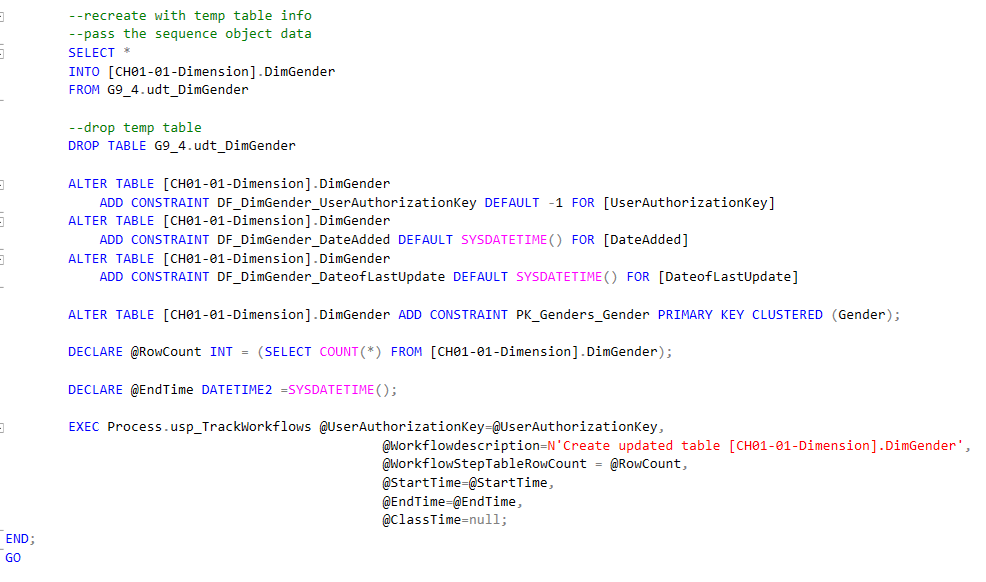 --recreate with temp table info
--pass the sequence object data
SELECT *
INTO [CH01-01-Dimension].DimGender
FROM G9_4.udt_DimGender
--drop temp table
DROP TABLE G9_4.udt_DimGender
ALTER TABLE [CH01-01-Dimension].DimGender
ADD CONSTRAINT DF_DimGender_UserAuthorizationKey DEFAULT -1 FOR [UserAuthorizationKey]
ALTER TABLE [CH01-01-Dimension].DimGender
ADD CONSTRAINT DF_DimGender_DateAdded DEFAULT SYSDATETIME() FOR [DateAdded]
ALTER TABLE [CH01-01-Dimension].DimGender
ADD CONSTRAINT DF_DimGender_DateofLastUpdate DEFAULT SYSDATETIME() FOR [DateofLastUpdate]
ALTER TABLE [CH01-01-Dimension].DimGender ADD CONSTRAINT PK_Genders_Gender PRIMARY KEY CLUSTERED (Gender);
DECLARE @RowCount INT = (SELECT COUNT(*) FROM [CH01-01-Dimension].DimGender);
DECLARE @EndTime DATETIME2 =SYSDATETIME();
EXEC Process.usp_TrackWorkflows @UserAuthorizationKey=@UserAuthorizationKey,
@Workflowdescription=N'Create updated table [CH01-01-Dimension].DimGender',
@WorkflowStepTableRowCount = @RowCount,
@StartTime=@StartTime,
@EndTime=@EndTime,
@ClassTime=null;
END;
GO